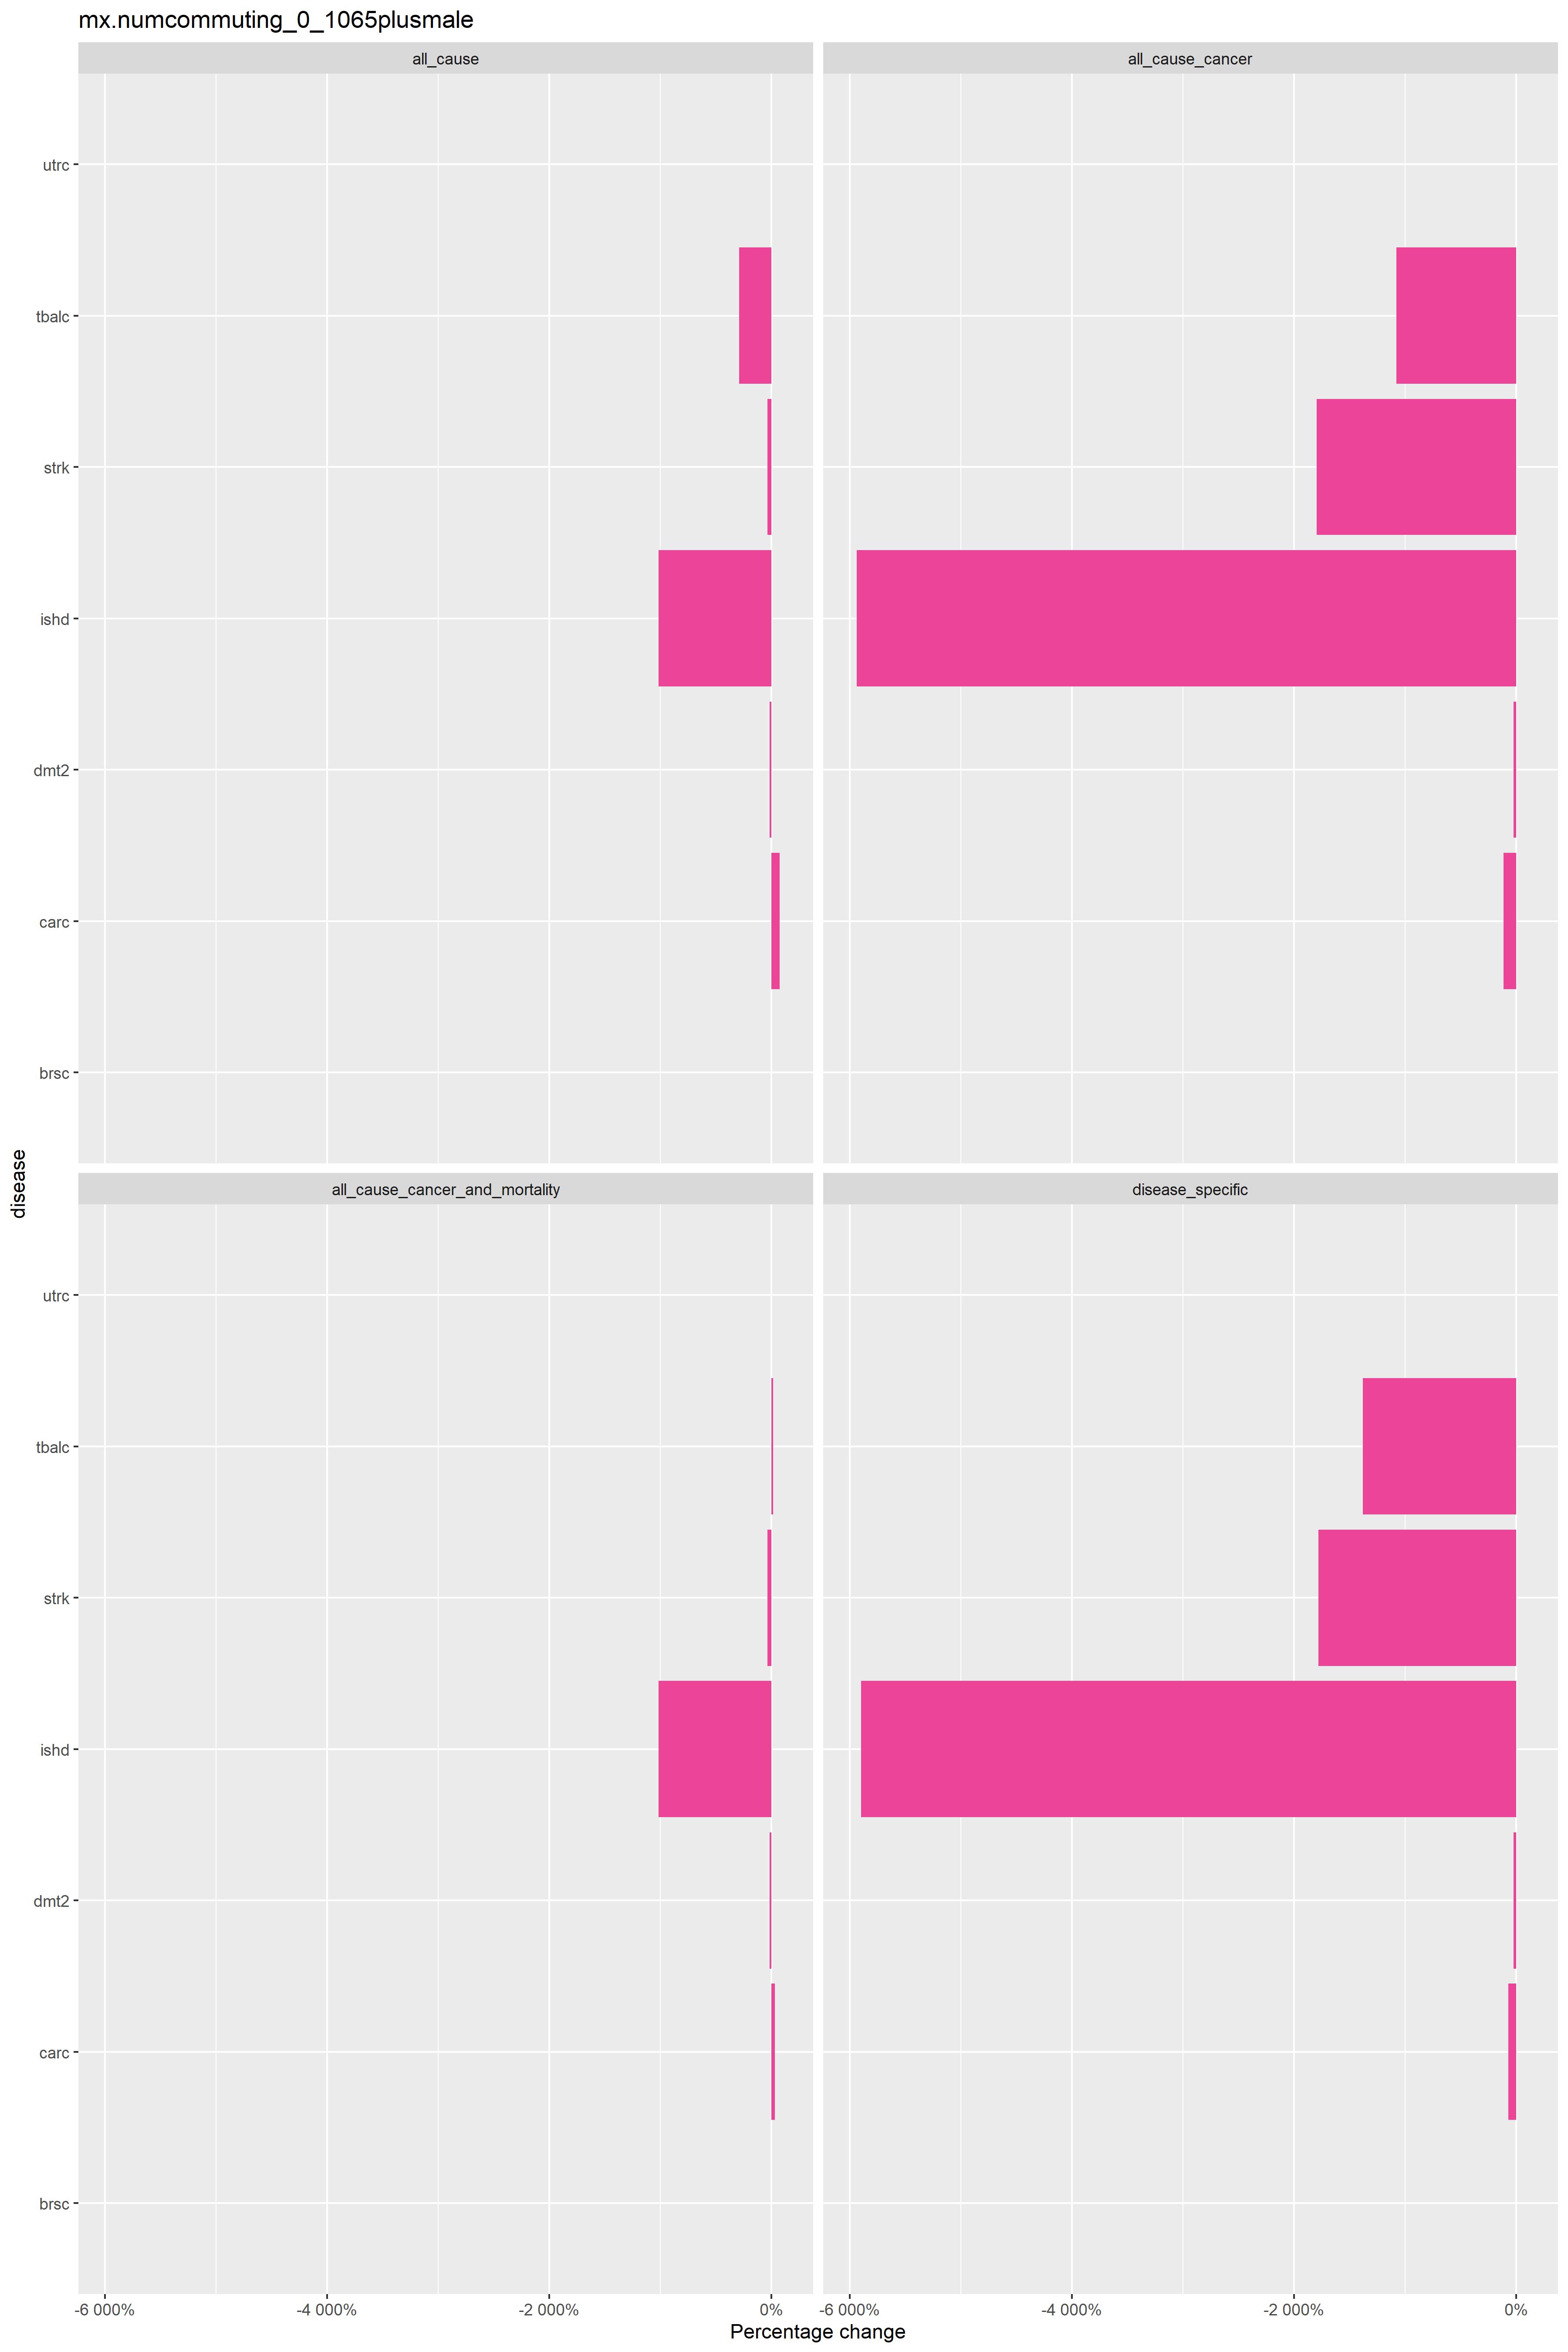 mx.numcommuting_0_1065plusmale
all_cause
all_cause_cancer
utrc
tbalc
strk
ishd
dmt2
carc
brsc
disease
all_cause_cancer_and_mortality
disease_specific
utrc
tbalc
strk
ishd
dmt2
carc
brsc
-6 000%
-4 000%
-2 000%
0%
-6 000%
-4 000%
-2 000%
0%
Percentage change